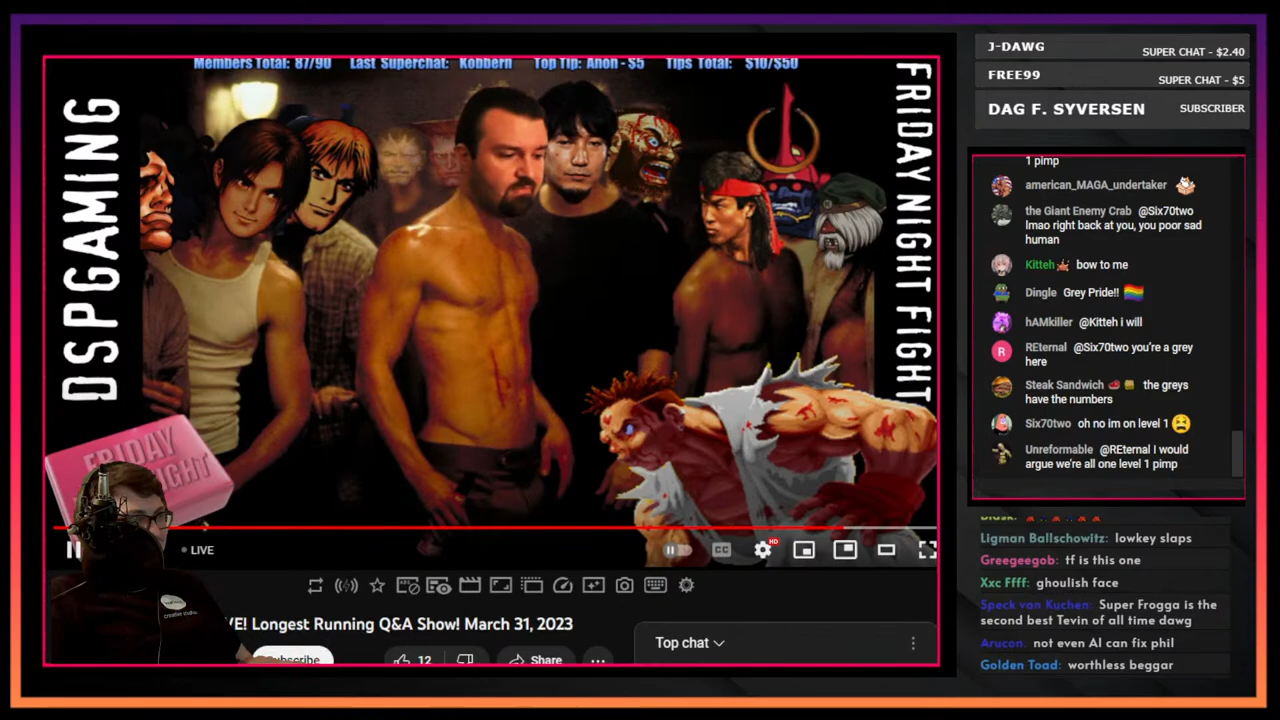 Members Total: 87/90 Last Superchat: Kobbern Top Tip: Anon - $5 Tips Total: $10/$50
DSPGAMING
FRIDAY NIGHT FIGHT
FRIDAY
LIVE
CC
HD
VE! Longest Running Q&A Show! March 31, 2023
Subscribe
12
Share
Top chat
J-DAWG SUPER CHAT - $2.40
FREE99 SUPER CHAT - $5
DAG F. SYVERSEN SUBSCRIBER
1 pimp
american_MAGA_undertaker
the Giant Enemy Crab @Six70two
lmao right back at you, you poor sad
human
Kitteh bow to me
Dingle Grey Pride!!
hAMkiller @Kitteh i will
R
REternal @Six70two you're a grey
here
Steak Sandwich the greys
have the numbers
Six70two oh no im on level 1
Unreformable @REternal I would
argue we're all one level 1 pimp
Ligman Ballschowitz: lowkey slaps
Greegeegob: tf is this one
Xxc Ffff: ghoulish face
Speck van Kuchen: Super Frogga is the
second best Tevin of all time dawg
Arucon: not even AI can fix phil
Golden Toad: worthless beggar